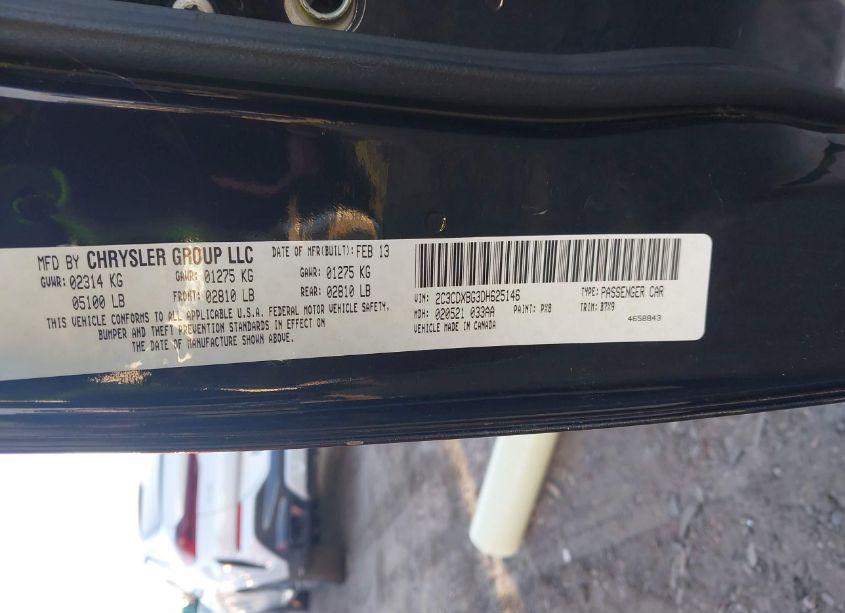 MFD BY CHRYSLER GROUP LLC DATE OF MFR(BUILT): FEB 13
GVWR: 02314 KG GAWR: 01275 KG GAWR: 01275 KG
05100 LB FRONT: 02810 LB REAR: 02810 LB
THIS VEHICLE CONFORMS TO ALL APPLICABLE U.S.A. FEDERAL MOTOR VEHICLE SAFETY,
BUMPER AND THEFT PREVENTION STANDARDS IN EFFECT ON
THE DATE OF MANUFACTURE SHOWN ABOVE.
VIN: 2C3CDXBG3DH625146 TYPE: PASSENGER CAR
MDH: 020521 033AA PAINT: PX8 TRIM: B7X9
VEHICLE MADE IN CANADA 4658843